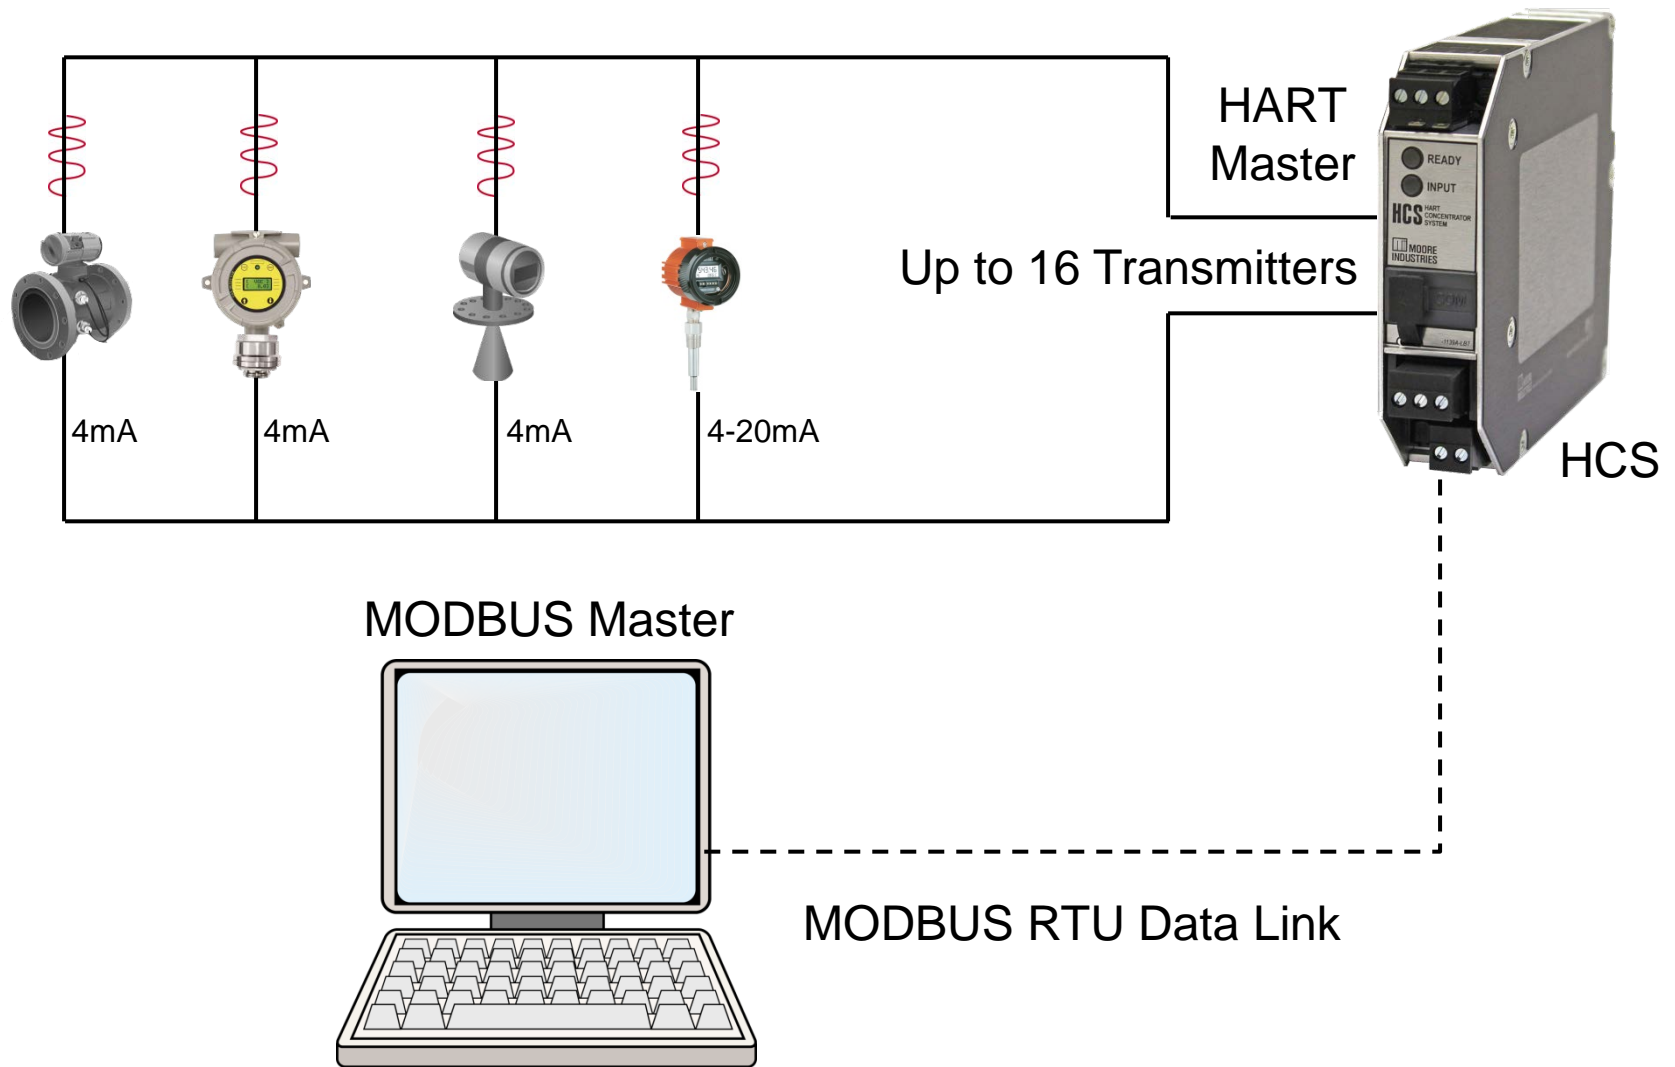 HART
Master
READY
INPUT
HCS HART
CONCENTRATOR
SYSTEM
MOORE
INDUSTRIES
Up to 16 Transmitters
4mA
4mA
4mA
4-20mA
HCS
MODBUS Master
MODBUS RTU Data Link